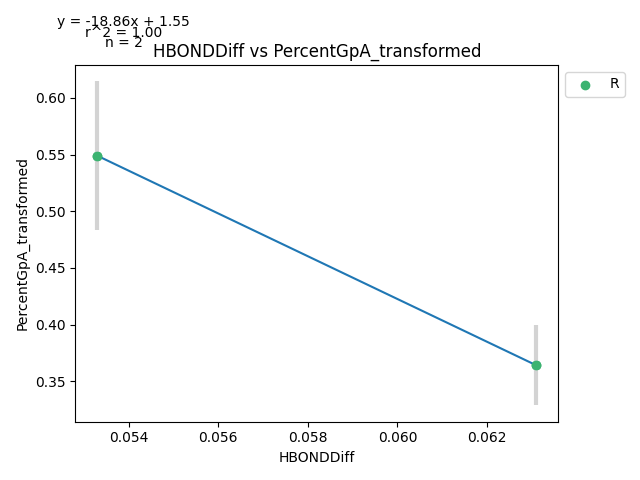 y = -18.86x + 1.55
r^2 = 1.00
n = 2
HBONDDiff vs PercentGpA_transformed
R
PercentGpA_transformed
0.60
0.55
0.50
0.45
0.40
0.35
0.054 0.056 0.058 0.060 0.062
HBONDDiff